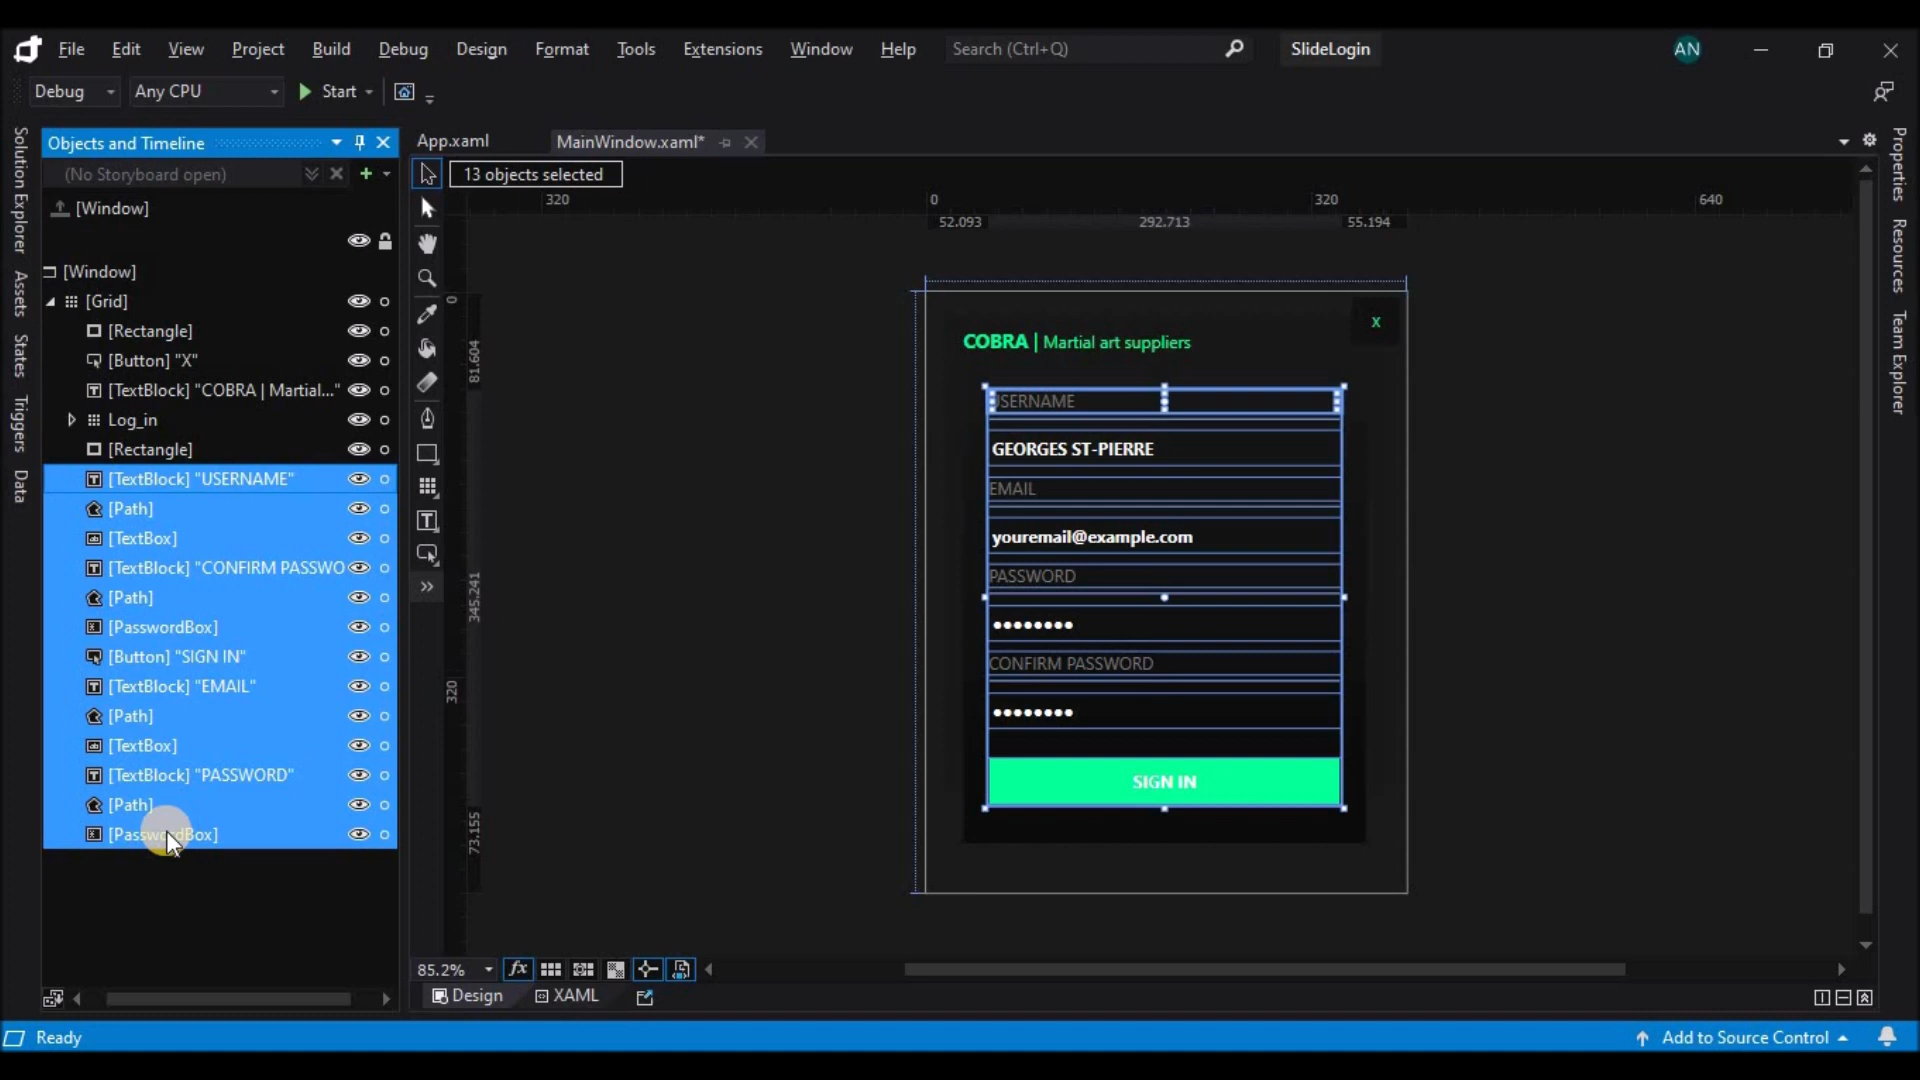 File Edit View Project Build Debug Design Format Tools Extensions Window Help Search (Ctrl+Q) SlideLogin AN
Debug Any CPU Start
Solution Explorer
Assets
States
Triggers
Data
Objects and Timeline
(No Storyboard open)
[Window]
[Window]
[Grid]
[Rectangle]
[Button] "X"
[TextBlock] "COBRA | Martial..."
Log_in
[Rectangle]
[TextBlock] "USERNAME"
[Path]
[TextBox]
[TextBlock] "CONFIRM PASSWO
[Path]
[PasswordBox]
[Button] "SIGN IN"
[TextBlock] "EMAIL"
[Path]
[TextBox]
[TextBlock] "PASSWORD"
[Path]
[PasswordBox]
App.xaml MainWindow.xaml*
13 objects selected
320 0 320 640
52.093 292.713 55.194
0
81.604
345.241
320
73.155
x
COBRA | Martial art suppliers
USERNAME
GEORGES ST-PIERRE
EMAIL
youremail@example.com
PASSWORD
CONFIRM PASSWORD
SIGN IN
85.2% fx
Design XAML
Properties
Resources
Team Explorer
Ready Add to Source Control